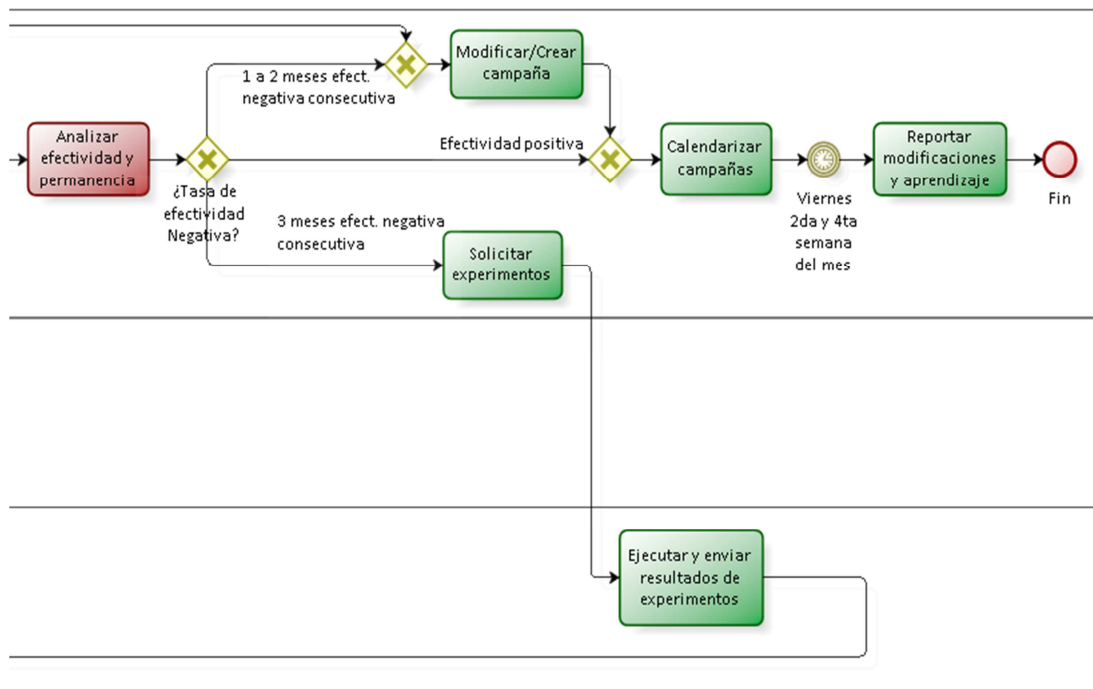 Modificar/Crear
campaña
1 a 2 meses efect.
negativa consecutiva
Analizar
efectividad y
permanencia
Efectividad positiva
Calendarizar
campañas
Reportar
modificaciones
y aprendizaje
¿Tasa de
efectividad
Negativa?
Viernes
2da y 4ta
semana
del mes
Fin
3 meses efect. negativa
consecutiva
Solicitar
experimentos
Ejecutar y enviar
resultados de
experimentos